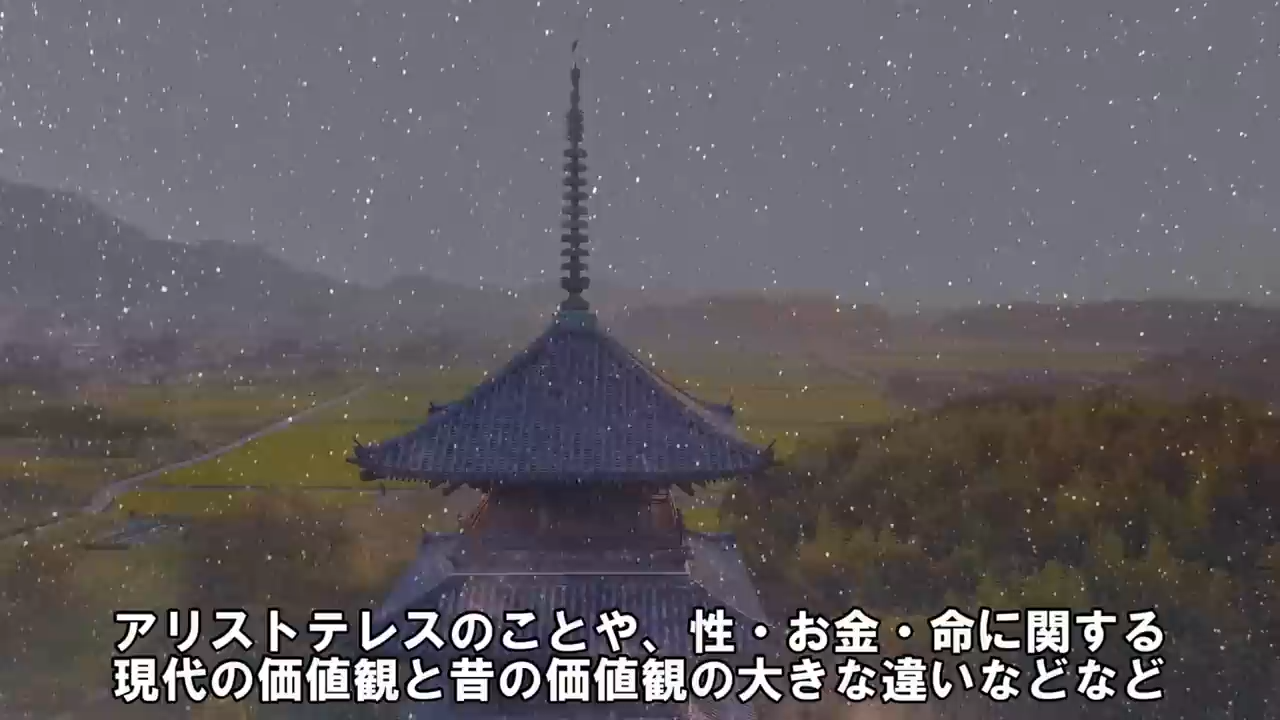 アリストテレスのことや、性・お金・命に関する
現代の価値観と昔の価値観の大きな違いなどなど